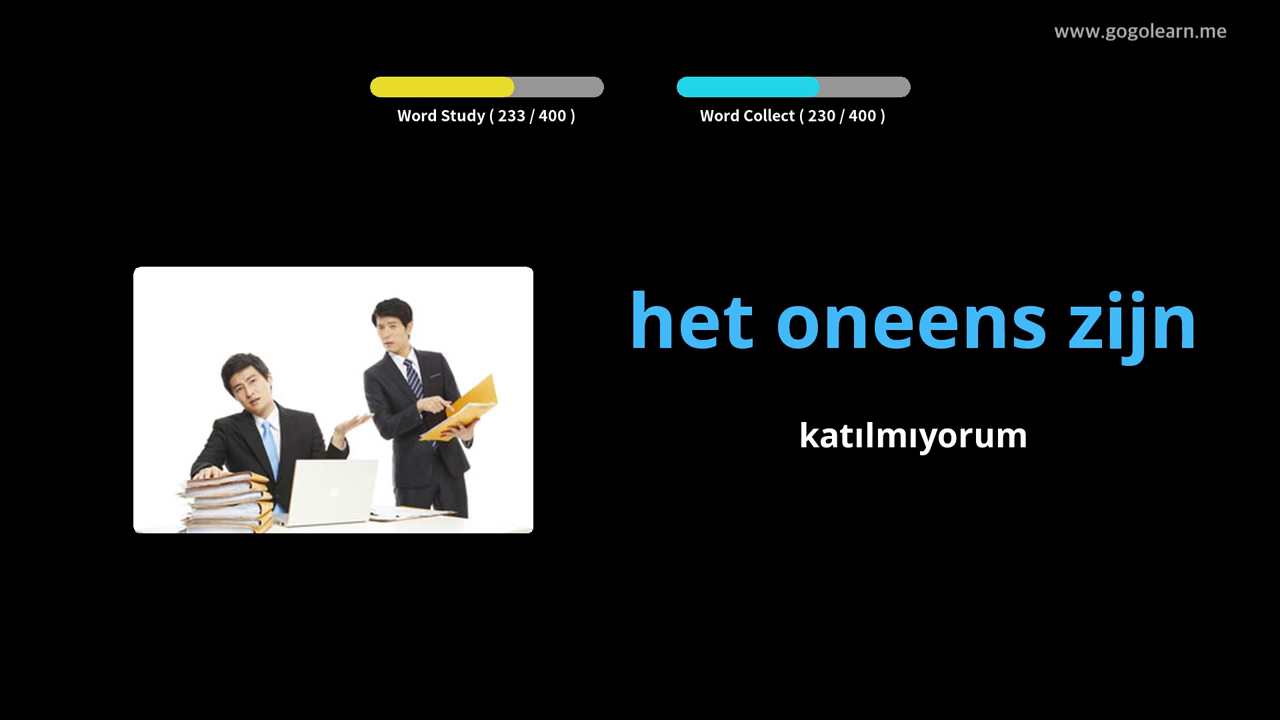 www.gogolearn.me
Word Study ( 233 / 400 )
Word Collect ( 230 / 400 )
het oneens zijn
katılmıyorum